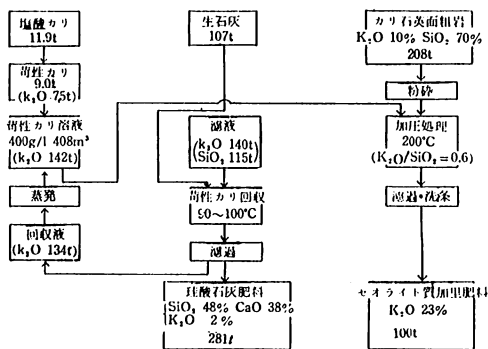 塩酸カリ
11.9t
苛性カリ
9.0t
(k₂O 7.5t)
苛性カリ溶液
400g/l 408m³
(k₂O 142t)
蒸発
回収液
(k₂O 134t)
生石灰
107t
濾液
(k₂O 140t)
(SiO₂ 115t)
苛性カリ回収
90〜100℃
濾過
珪酸石灰肥料
SiO₂ 48% CaO 38%
K₂O 2%
281t
カリ石英面粗岩
K₂O 10% SiO₂ 70%
208t
粉砕
加圧処理
200℃
(K₂O/SiO₂=0.6)
濾過・洗滌
セオライト質加里肥料
K₂O 23%
100t